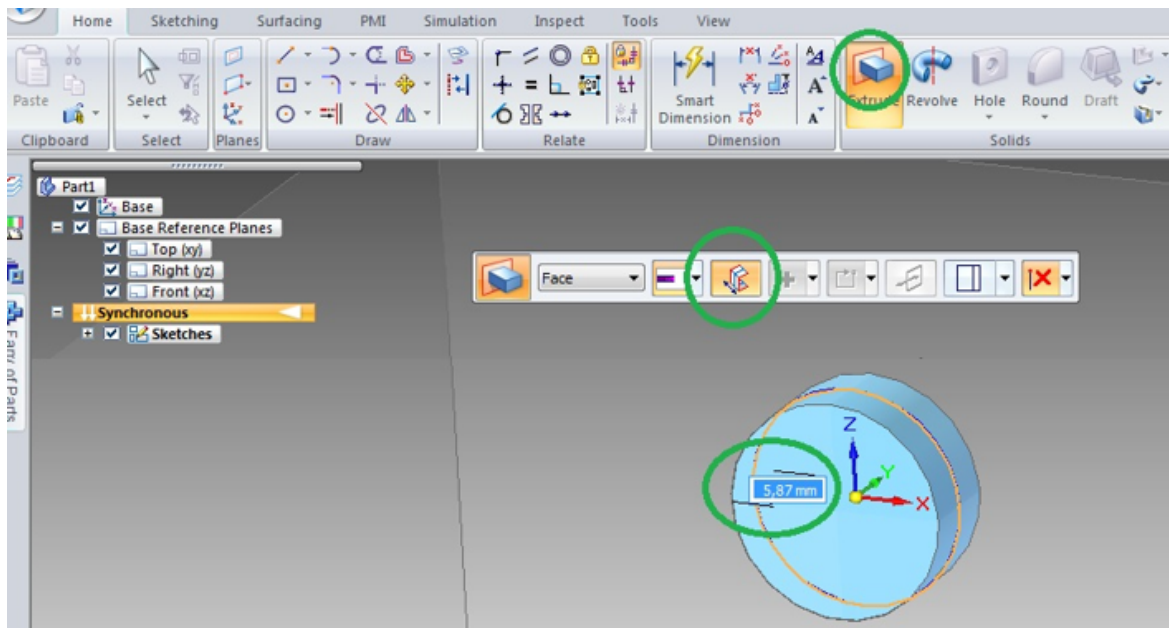 Home Sketching Surfacing PMI Simulation Inspect Tools View
Paste Select Smart Dimension Extrude Revolve Hole Round Draft
Clipboard Select Planes Draw Relate Dimension Solids
Part1
Base
Base Reference Planes
Top (xy)
Right (yz)
Front (xz)
Synchronous
Sketches
of Parts
Face
Z
Y
5,87 mm
X